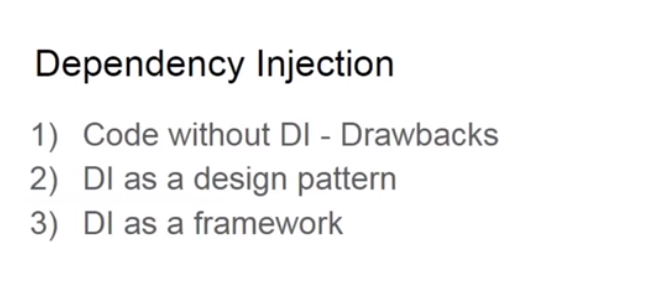 Dependency Injection
1) Code without DI - Drawbacks
2) DI as a design pattern
3) DI as a framework